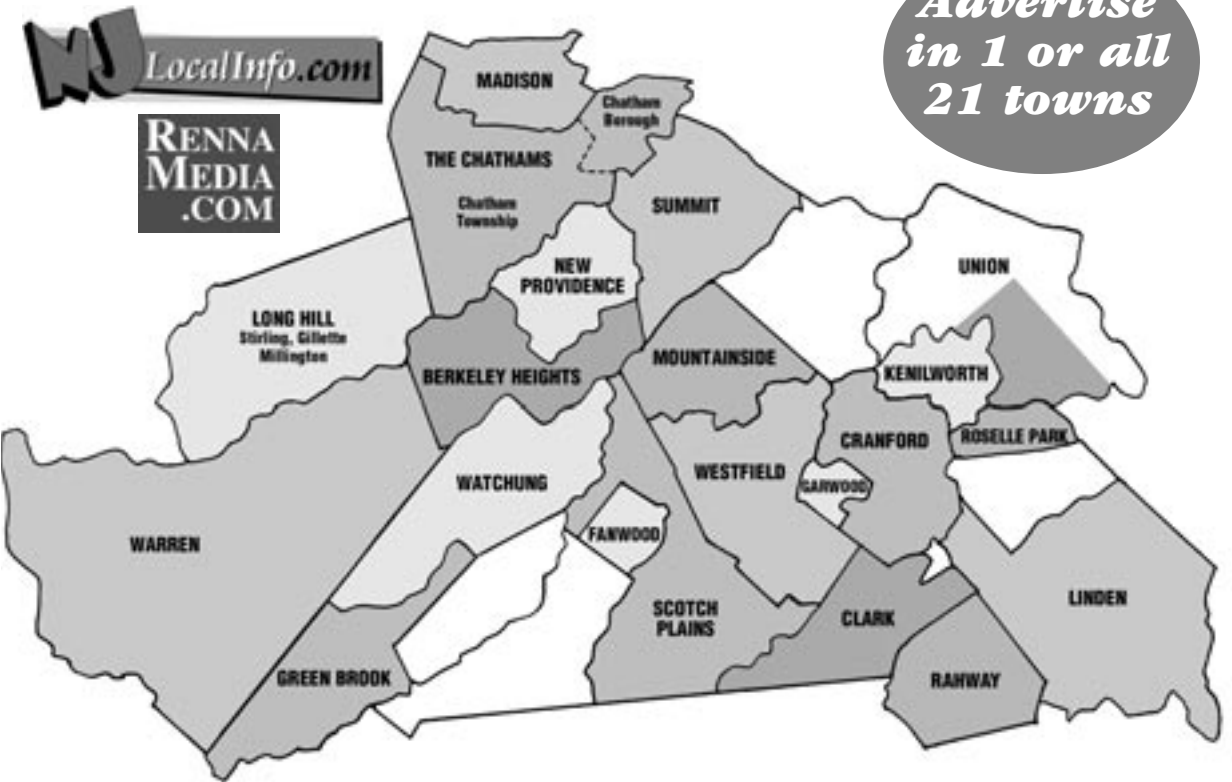 NJ
LocalInfo.com
RENNA
MEDIA
.COM
Advertise
in 1 or all
21 towns
MADISON
Chatham
Borough
THE CHATHAMS
Chatham
Township
SUMMIT
NEW
PROVIDENCE
UNION
LONG HILL
Stirling, Gillette
Millington
BERKELEY HEIGHTS
MOUNTAINSIDE
KENILWORTH
CRANFORD
ROSELLE PARK
WESTFIELD
GARWOOD
WATCHUNG
FANWOOD
WARREN
SCOTCH
PLAINS
CLARK
LINDEN
GREEN BROOK
RAHWAY